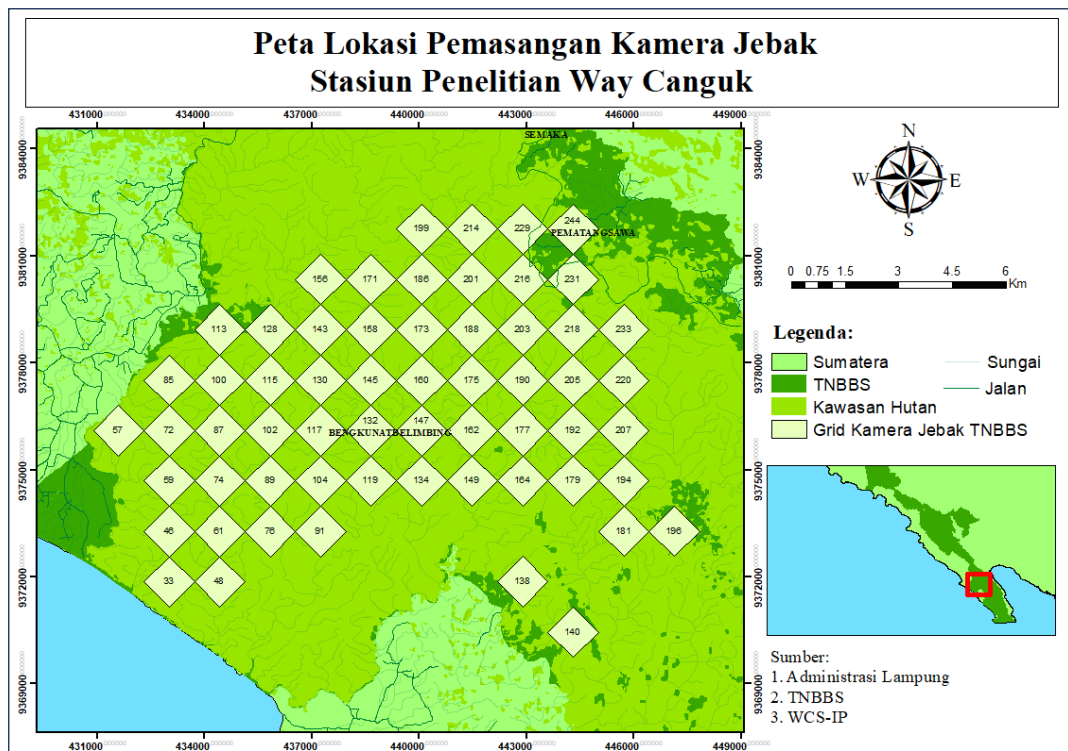 Peta Lokasi Pemasangan Kamera Jebak
Stasiun Penelitian Way Canguk
431000 434000 437000 440000 443000 446000 449000
9384000 9384000
9381000 9381000
9378000 9378000
9375000 9375000
9372000 9372000
9369000 9369000
SEMAKA
199 214 229 244
PEMATANGSAWA
156 171 186 201 216 231
113 128 143 158 173 188 203 218 233
85 100 115 130 145 160 175 190 205 220
57 72 87 102 117 132 147 162 177 192 207
BENGKUNATBELIMBING
59 74 89 104 119 134 149 164 179 194
46 61 76 91 181 196
33 48 138
140
431000 434000 437000 440000 443000 446000 449000
N
W E
S
0 0.75 1.5 3 4.5 6
Km
Legenda:
Sumatera
TNBBS
Kawasan Hutan
Grid Kamera Jebak TNBBS
Sungai
Jalan
Sumber:
1. Administrasi Lampung
2. TNBBS
3. WCS-IP